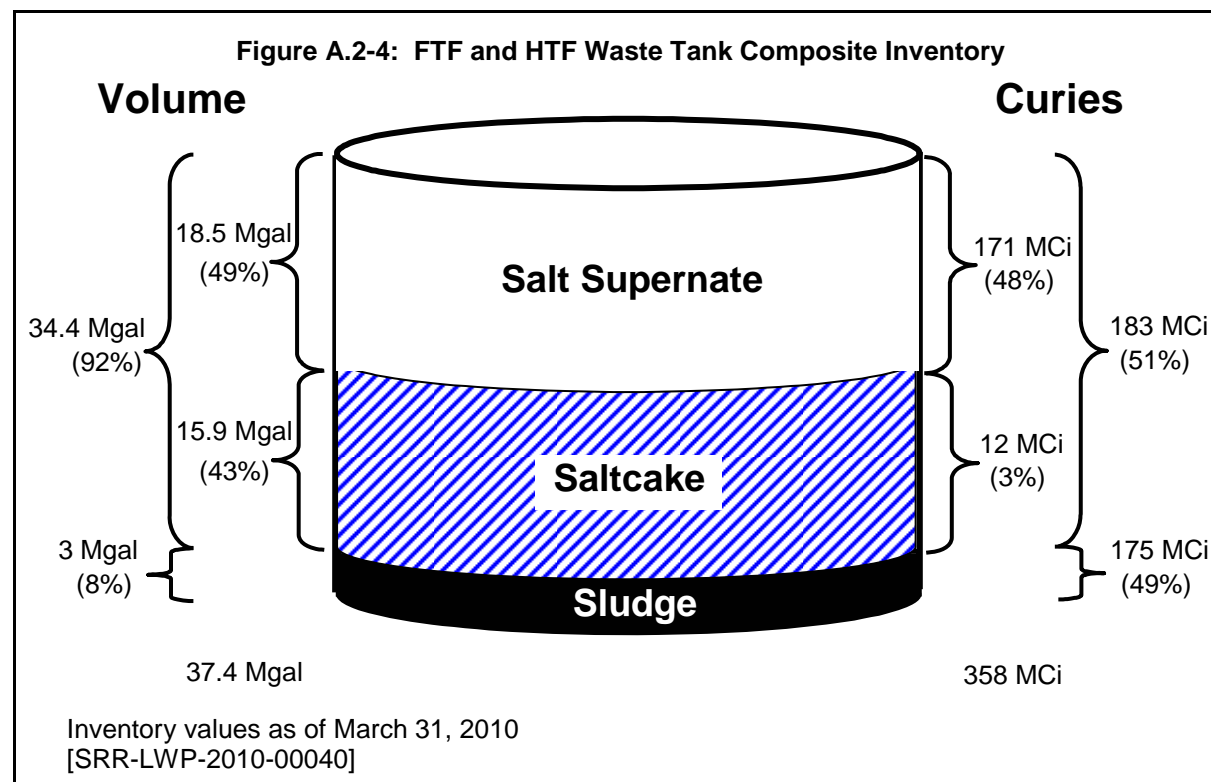 Figure A.2-4:  FTF and HTF Waste Tank Composite Inventory
Volume
Curies
18.5 Mgal
(49%)
34.4 Mgal
(92%)
15.9 Mgal
(43%)
3 Mgal
(8%)
Salt Supernate
Saltcake
Sludge
171 MCi
(48%)
183 MCi
(51%)
12 MCi
(3%)
175 MCi
(49%)
37.4 Mgal
358 MCi
Inventory values as of March 31, 2010
[SRR-LWP-2010-00040]